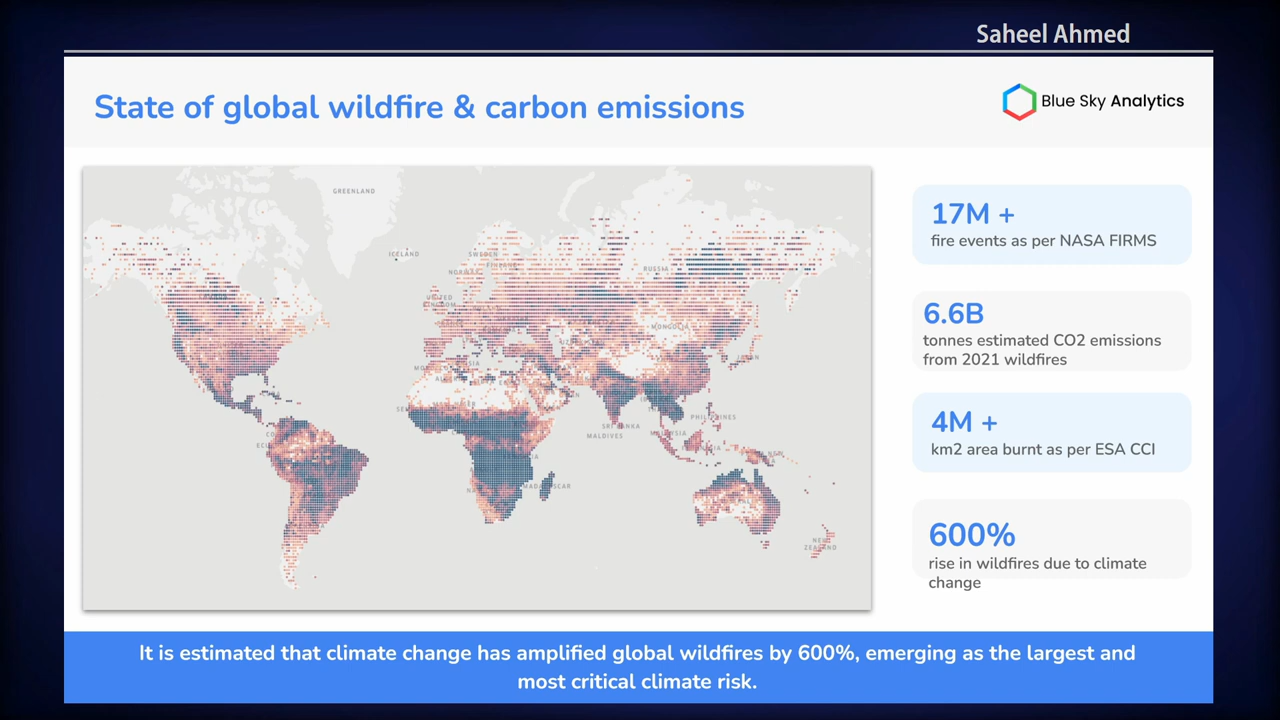 Saheel Ahmed
State of global wildfire & carbon emissions
Blue Sky Analytics
GREENLAND
ICELAND
SWEDEN
NORWAY
RUSSIA
UNITED
MONGOLIA
JAPAN
PHILIPPINES
SRI LANKA
MALDIVES
NEW
ZEALAND
17M +
fire events as per NASA FIRMS
6.6B
tonnes estimated CO2 emissions
from 2021 wildfires
4M +
km2 area burnt as per ESA CCI
600%
rise in wildfires due to climate
change
It is estimated that climate change has amplified global wildfires by 600%, emerging as the largest and
most critical climate risk.